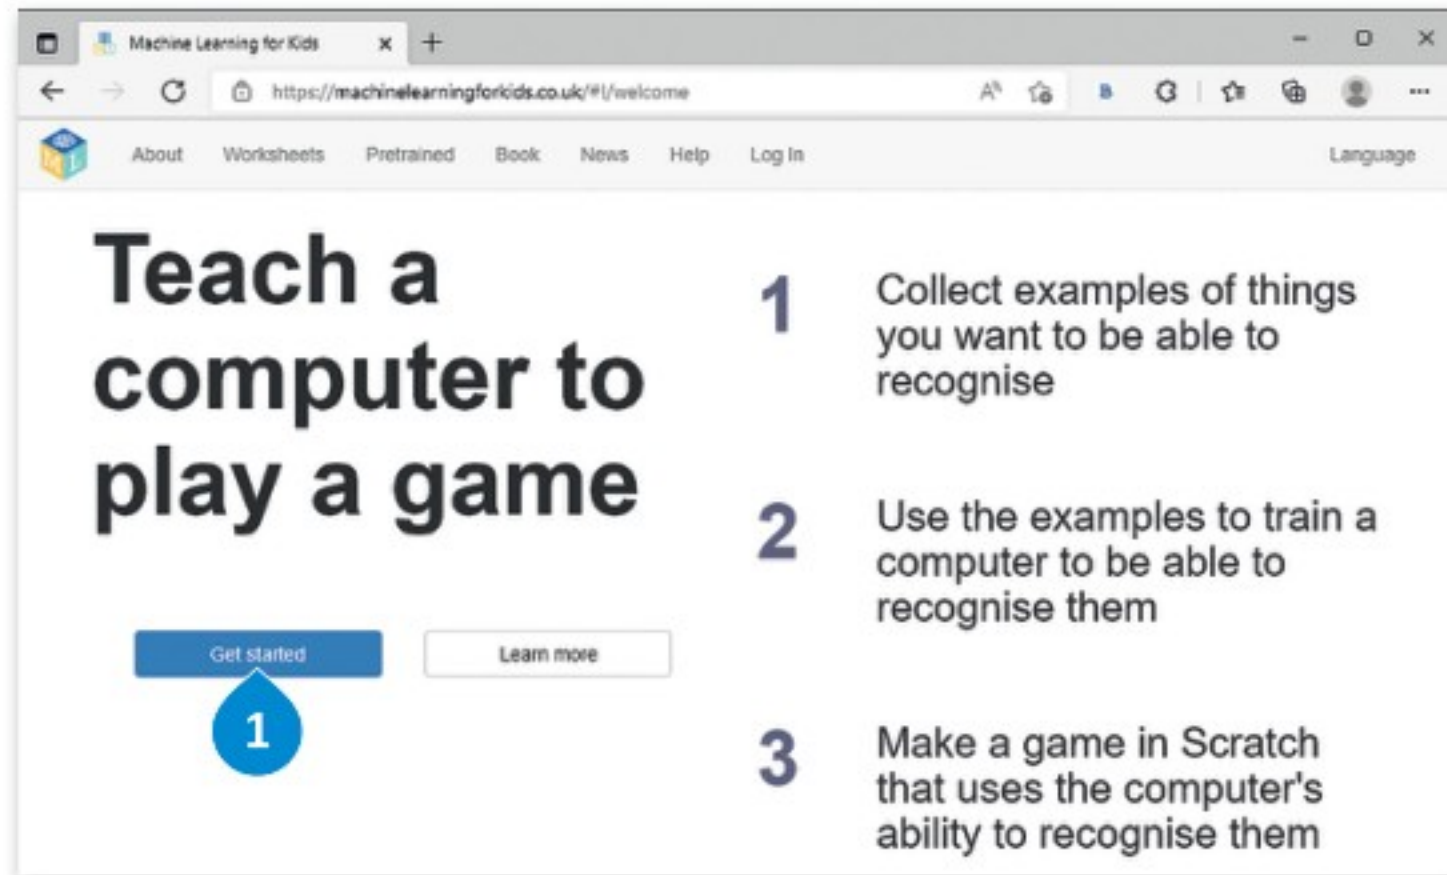 Machine Learning for Kids
https://machinelearningforkids.co.uk/#!/welcome
About Worksheets Pretrained Book News Help Log In Language
Teach a
computer to
play a game
Get started Learn more
1
1 Collect examples of things
you want to be able to
recognise
2 Use the examples to train a
computer to be able to
recognise them
3 Make a game in Scratch
that uses the computer's
ability to recognise them